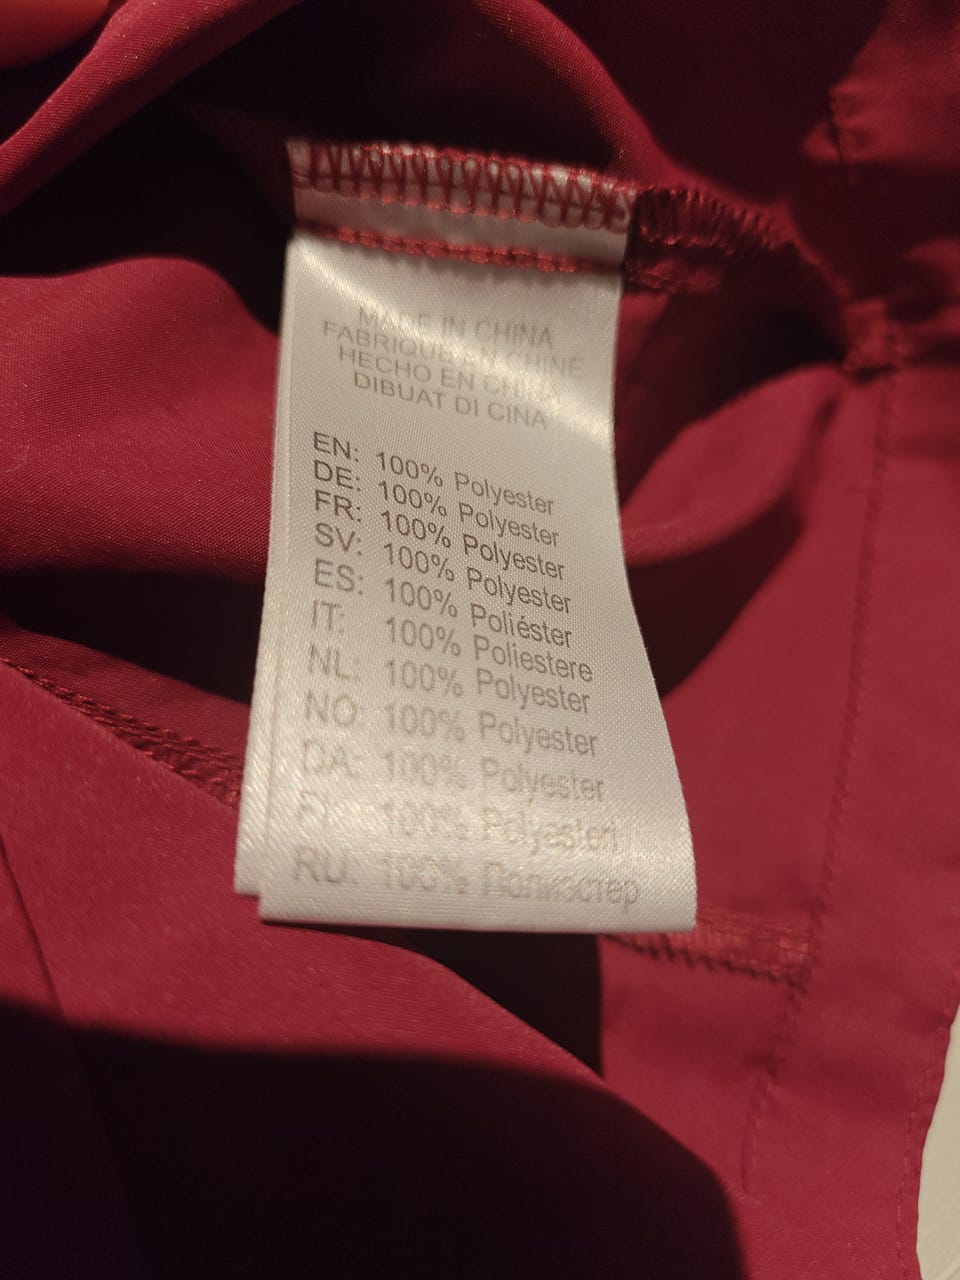 MADE IN CHINA
FABRIQUE EN CHINE
HECHO EN CHINA
DIBUAT DI CINA
EN: 100% Polyester
DE: 100% Polyester
FR: 100% Polyester
SV: 100% Polyester
ES: 100% Poliéster
IT: 100% Poliestere
NL: 100% Polyester
NO: 100% Polyester
DA: 100% Polyester
100% Polyesteri
RU: 100% Полиэстер